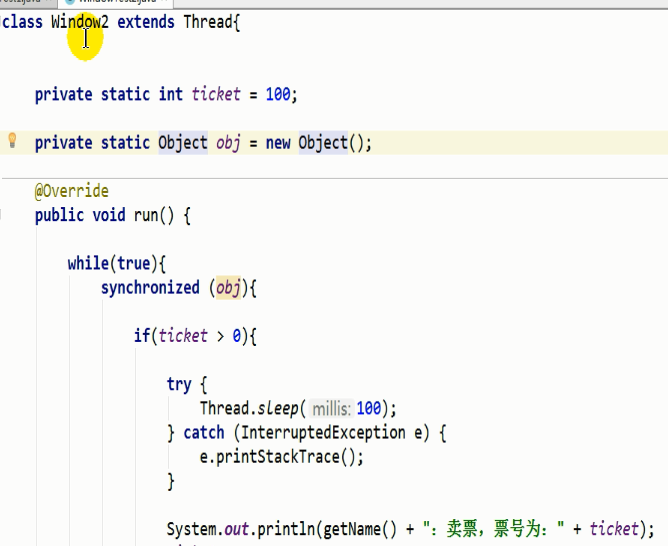 class Window2 extends Thread{
private static int ticket = 100;
private static Object obj = new Object();
@Override
public void run() {
while(true){
synchronized (obj){
if(ticket > 0){
try {
Thread.sleep( millis: 100);
} catch (InterruptedException e) {
e.printStackTrace();
}
System.out.println(getName() + ": 卖票，票号为：" + ticket);